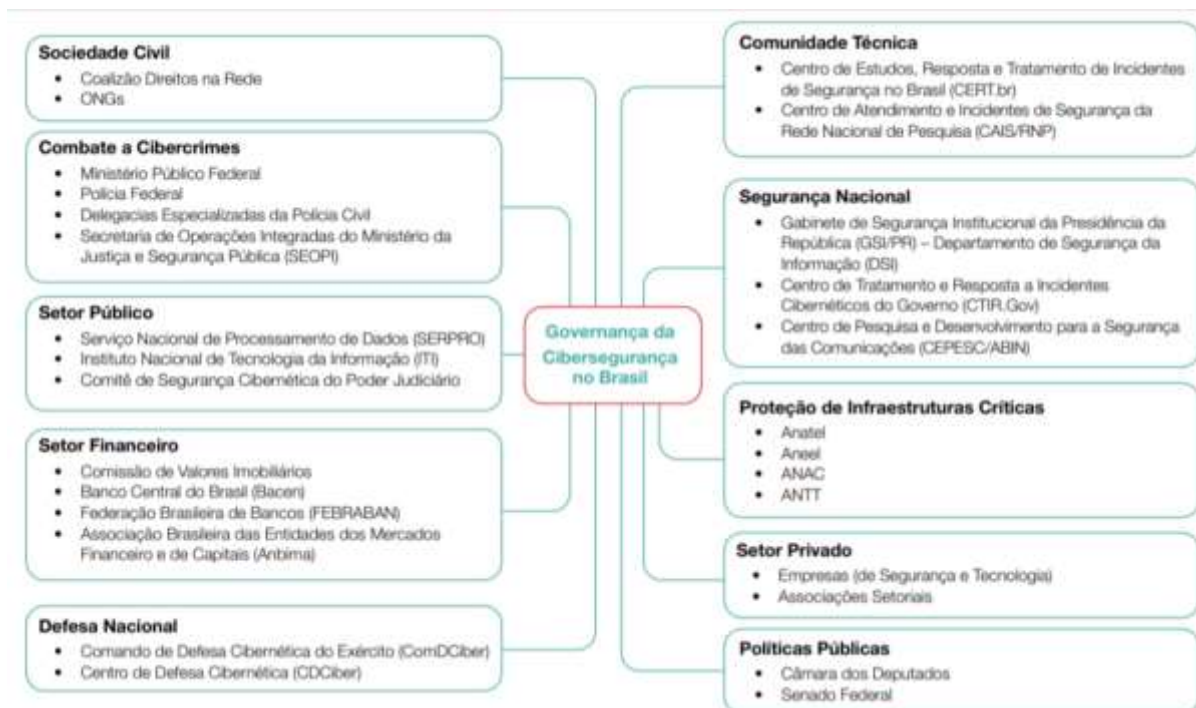 Sociedade Civil
• Coalizão Direitos na Rede
• ONGs
Combate a Cibercrimes
• Ministério Público Federal
• Polícia Federal
• Delegacias Especializadas da Polícia Civil
• Secretaria de Operações Integradas do Ministério da
Justiça e Segurança Pública (SEOPI)
Setor Público
• Serviço Nacional de Processamento de Dados (SERPRO)
• Instituto Nacional de Tecnologia da Informação (ITI)
• Comitê de Segurança Cibernética do Poder Judiciário
Setor Financeiro
• Comissão de Valores Imobiliários
• Banco Central do Brasil (Bacen)
• Federação Brasileira de Bancos (FEBRABAN)
• Associação Brasileira das Entidades dos Mercados
Financeiro e de Capitais (Anbima)
Defesa Nacional
• Comando de Defesa Cibernética do Exército (ComDCiber)
• Centro de Defesa Cibernética (CDCiber)
Governança da
Cibersegurança
no Brasil
Comunidade Técnica
• Centro de Estudos, Resposta e Tratamento de Incidentes
de Segurança no Brasil (CERT.br)
• Centro de Atendimento e Incidentes de Segurança da
Rede Nacional de Pesquisa (CAIS/RNP)
Segurança Nacional
• Gabinete de Segurança Institucional da Presidência da
República (GSI/PR) – Departamento de Segurança da
Informação (DSI)
• Centro de Tratamento e Resposta a Incidentes
Cibernéticos do Governo (CTIR.Gov)
• Centro de Pesquisa e Desenvolvimento para a Segurança
das Comunicações (CEPESC/ABIN)
Proteção de Infraestruturas Críticas
• Anatel
• Aneel
• ANAC
• ANTT
Setor Privado
• Empresas (de Segurança e Tecnologia)
• Associações Setoriais
Políticas Públicas
• Câmara dos Deputados
• Senado Federal